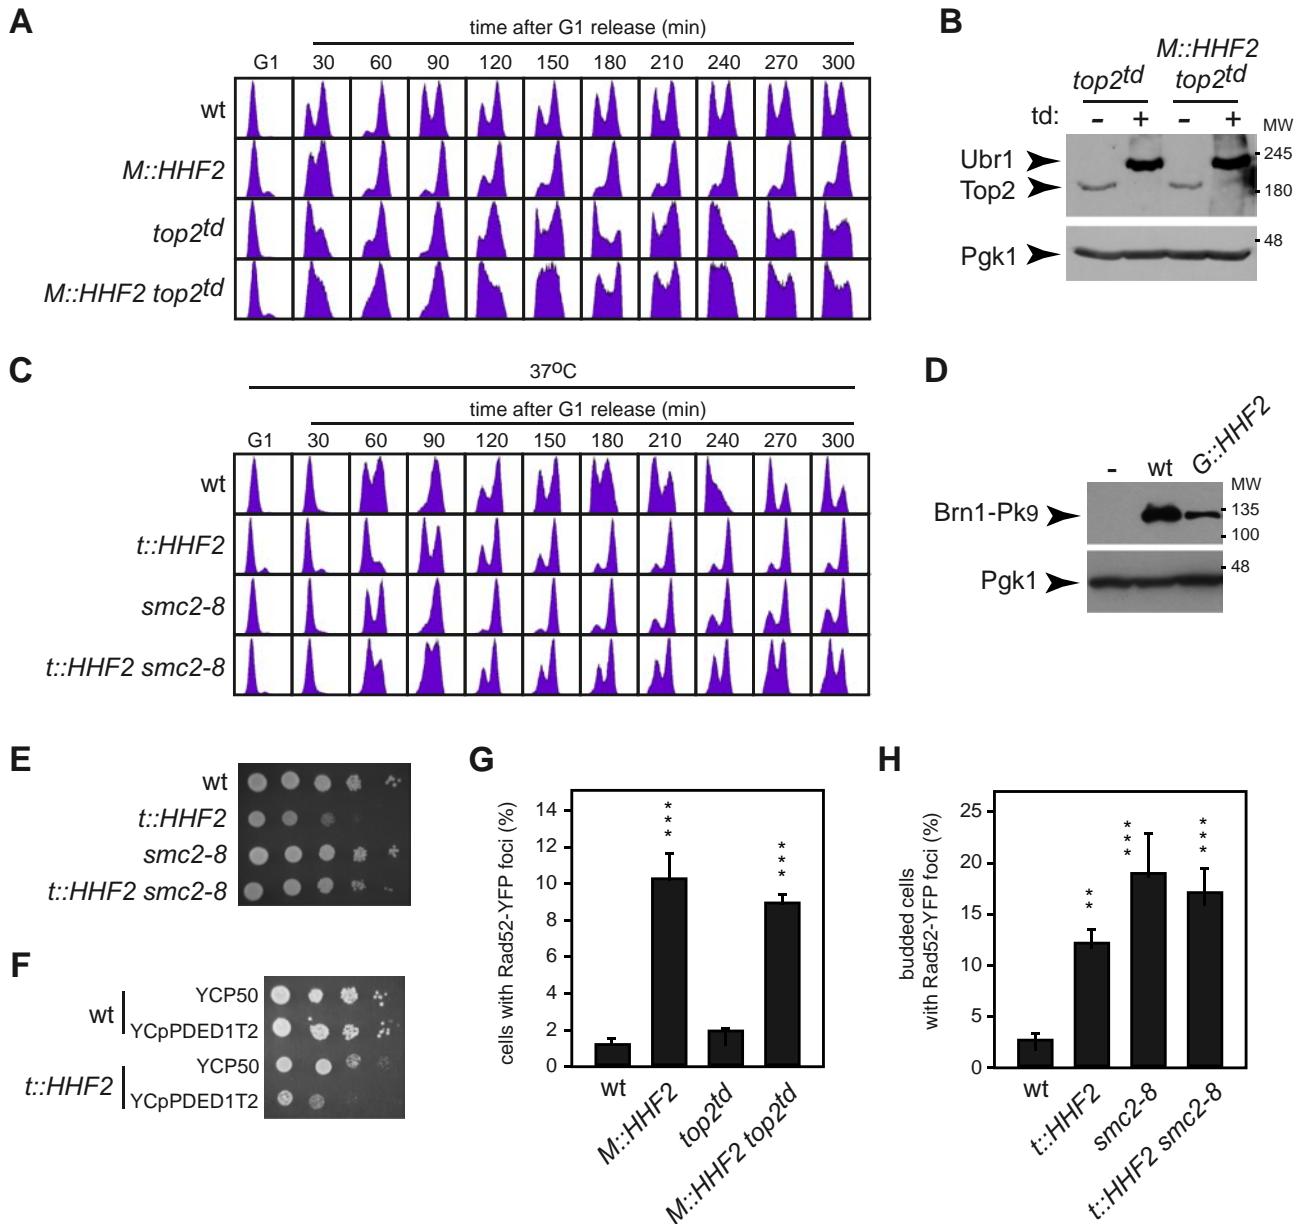 A
time after G1 release (min)
G1 30 60 90 120 150 180 210 240 270 300
wt
M::HHF2
top2td
M::HHF2 top2td
B
M::HHF2
top2td top2td
td: - + - +
MW
Ubr1
245
Top2
180
48
Pgk1
C
37ºC
time after G1 release (min)
G1 30 60 90 120 150 180 210 240 270 300
wt
t::HHF2
smc2-8
t::HHF2 smc2-8
D
- wt G::HHF2
MW
Brn1-Pk9
135
100
48
Pgk1
E
wt
t::HHF2
smc2-8
t::HHF2 smc2-8
F
wt
YCP50
YCpPDED1T2
t::HHF2
YCP50
YCpPDED1T2
G
cells with Rad52-YFP foci (%)
14
12
10
8
6
4
2
0
***
***
wt M::HHF2 top2td M::HHF2 top2td
H
budded cells
with Rad52-YFP foci (%)
25
20
15
10
5
0
**
***
***
wt t::HHF2 smc2-8 t::HHF2 smc2-8